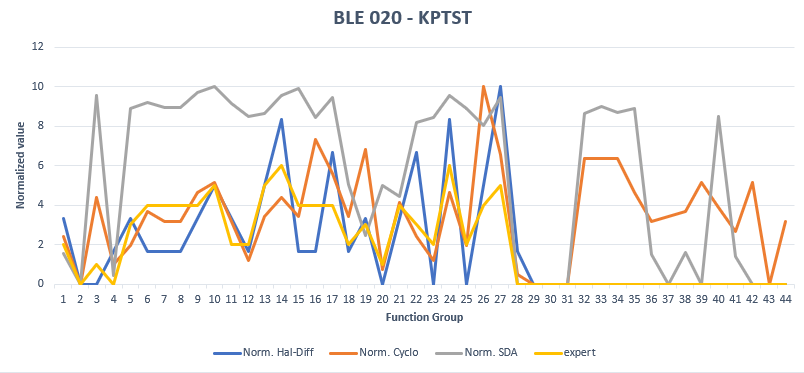 BLE 020 - KPTST
12
10
8
6
4
2
0
Normalized value
1 2 3 4 5 6 7 8 9 10 11 12 13 14 15 16 17 18 19 20 21 22 23 24 25 26 27 28 29 30 31 32 33 34 35 36 37 38 39 40 41 42 43 44
Function Group
Norm. Hal-Diff Norm. Cyclo Norm. SDA expert